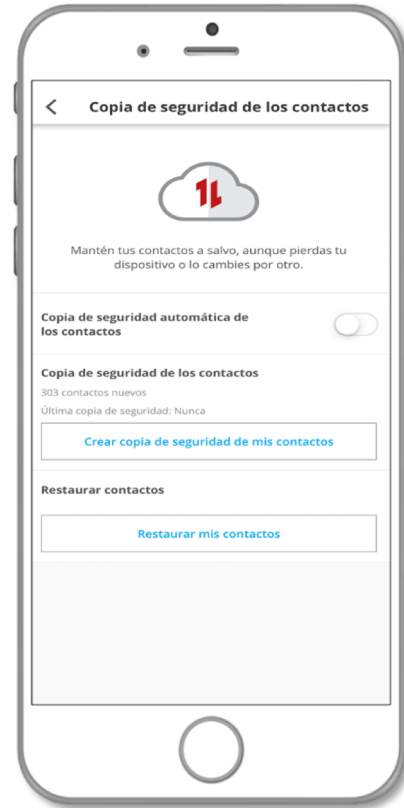 Copia de seguridad de los contactos
Mantén tus contactos a salvo, aunque pierdas tu
dispositivo o lo cambies por otro.
Copia de seguridad automática de
los contactos
Copia de seguridad de los contactos
303 contactos nuevos
Última copia de seguridad: Nunca
Crear copia de seguridad de mis contactos
Restaurar contactos
Restaurar mis contactos